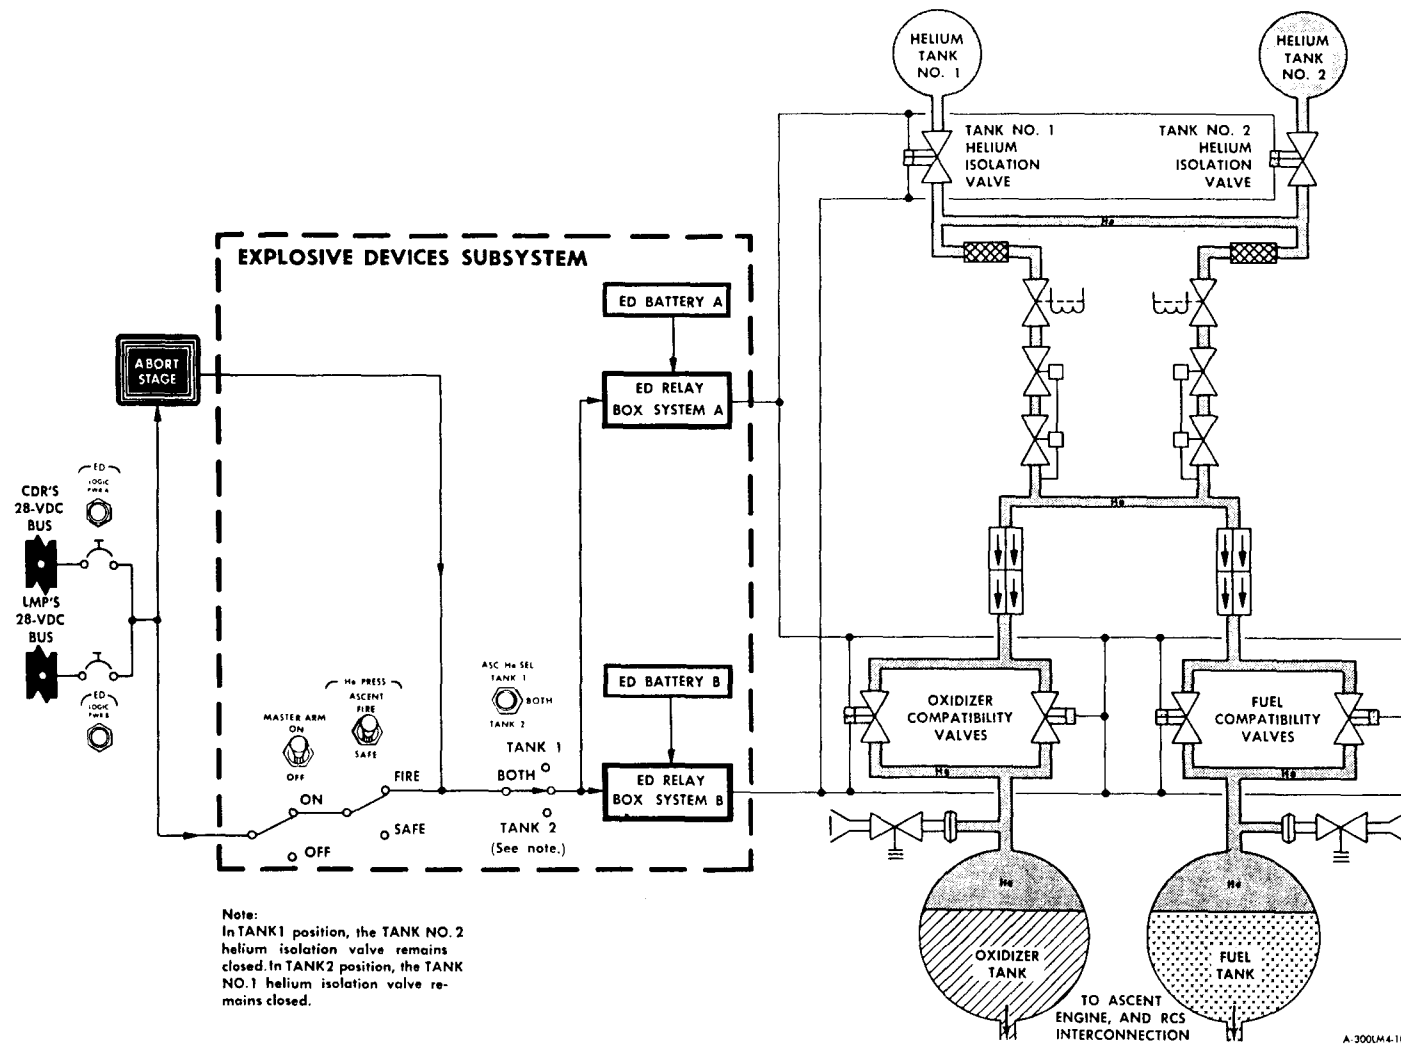 HELIUM
TANK
NO. 1
HELIUM
TANK
NO. 2
TANK NO. 1
HELIUM
ISOLATION
VALVE
TANK NO. 2
HELIUM
ISOLATION
VALVE
He
EXPLOSIVE DEVICES SUBSYSTEM
ED BATTERY A
ABORT
STAGE
ED RELAY
BOX SYSTEM A
ED
LOGIC
PWR A
CDR'S
28-VDC
BUS
He
LMP'S
28-VDC
BUS
ED
LOGIC
PWR B
ASC He SEL
TANK 1
BOTH
TANK 2
He PRESS
ASCENT
FIRE
SAFE
MASTER ARM
ON
OFF
ED BATTERY B
OXIDIZER
COMPATIBILITY
VALVES
FUEL
COMPATIBILITY
VALVES
TANK 1
FIRE
BOTH
ED RELAY
BOX SYSTEM B
He
He
ON
SAFE
TANK 2
(See note.)
OFF
He
He
Note:
In TANK1 position, the TANK NO. 2
helium isolation valve remains
closed. In TANK2 position, the TANK
NO.1 helium isolation valve re-
mains closed.
OXIDIZER
TANK
FUEL
TANK
TO ASCENT
ENGINE, AND RCS
INTERCONNECTION